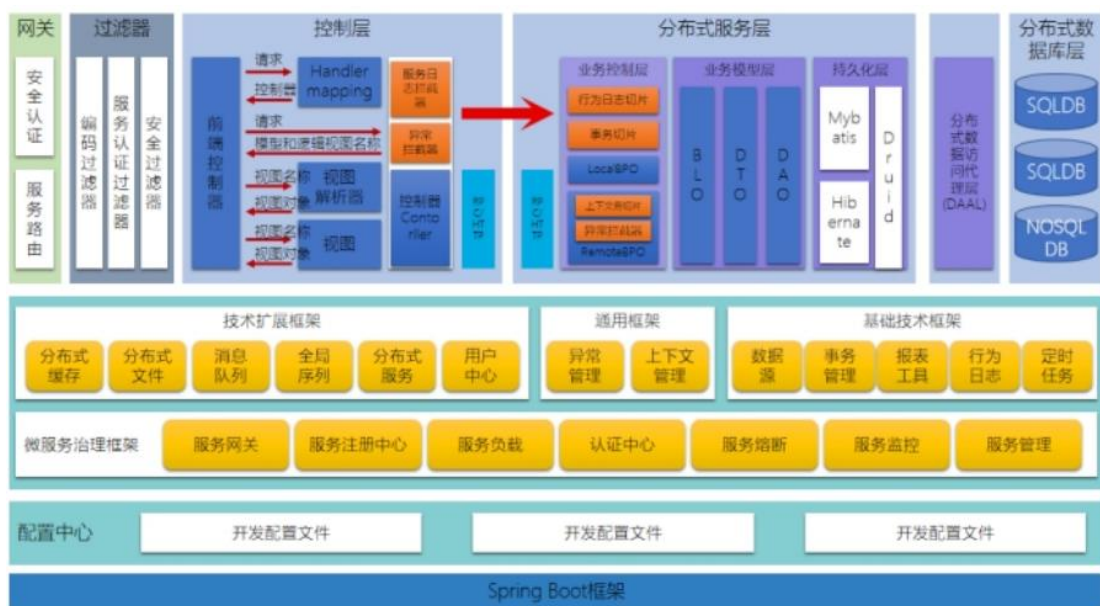 网关
安全认证
服务路由
过滤器
编码过滤器
服务认证过滤器
安全过滤器
控制层
前端控制器
请求
控制器
请求
模型和逻辑视图名称
视图名称
视图对象
视图名称
视图对象
Handler
mapping
视图
解析器
视图
服务日
志拦截
器
异常
拦截器
控制器
Conto
rller
分布式服务层
业务控制层
行为日志切片
事务切片
LocalBPO
上下文切片
异常拦截器
RemoteBPO
业务模型层
BLO
DTO
DAO
持久化层
Myb
atis
Hib
erna
te
Druid
分布
式数
据访
问代
理层
(DAAL)
分布式数
据库层
SQLDB
SQLDB
NOSQL
DB
技术扩展框架
分布式
缓存
分布式
文件
消息
队列
全局
序列
分布式
服务
用户
中心
通用框架
异常
管理
上下文
管理
基础技术框架
数据
源
事务
管理
报表
工具
行为
日志
定时
任务
微服务治理框架
服务网关
服务注册中心
服务负载
认证中心
服务熔断
服务监控
服务管理
配置中心
开发配置文件
开发配置文件
开发配置文件
Spring Boot框架